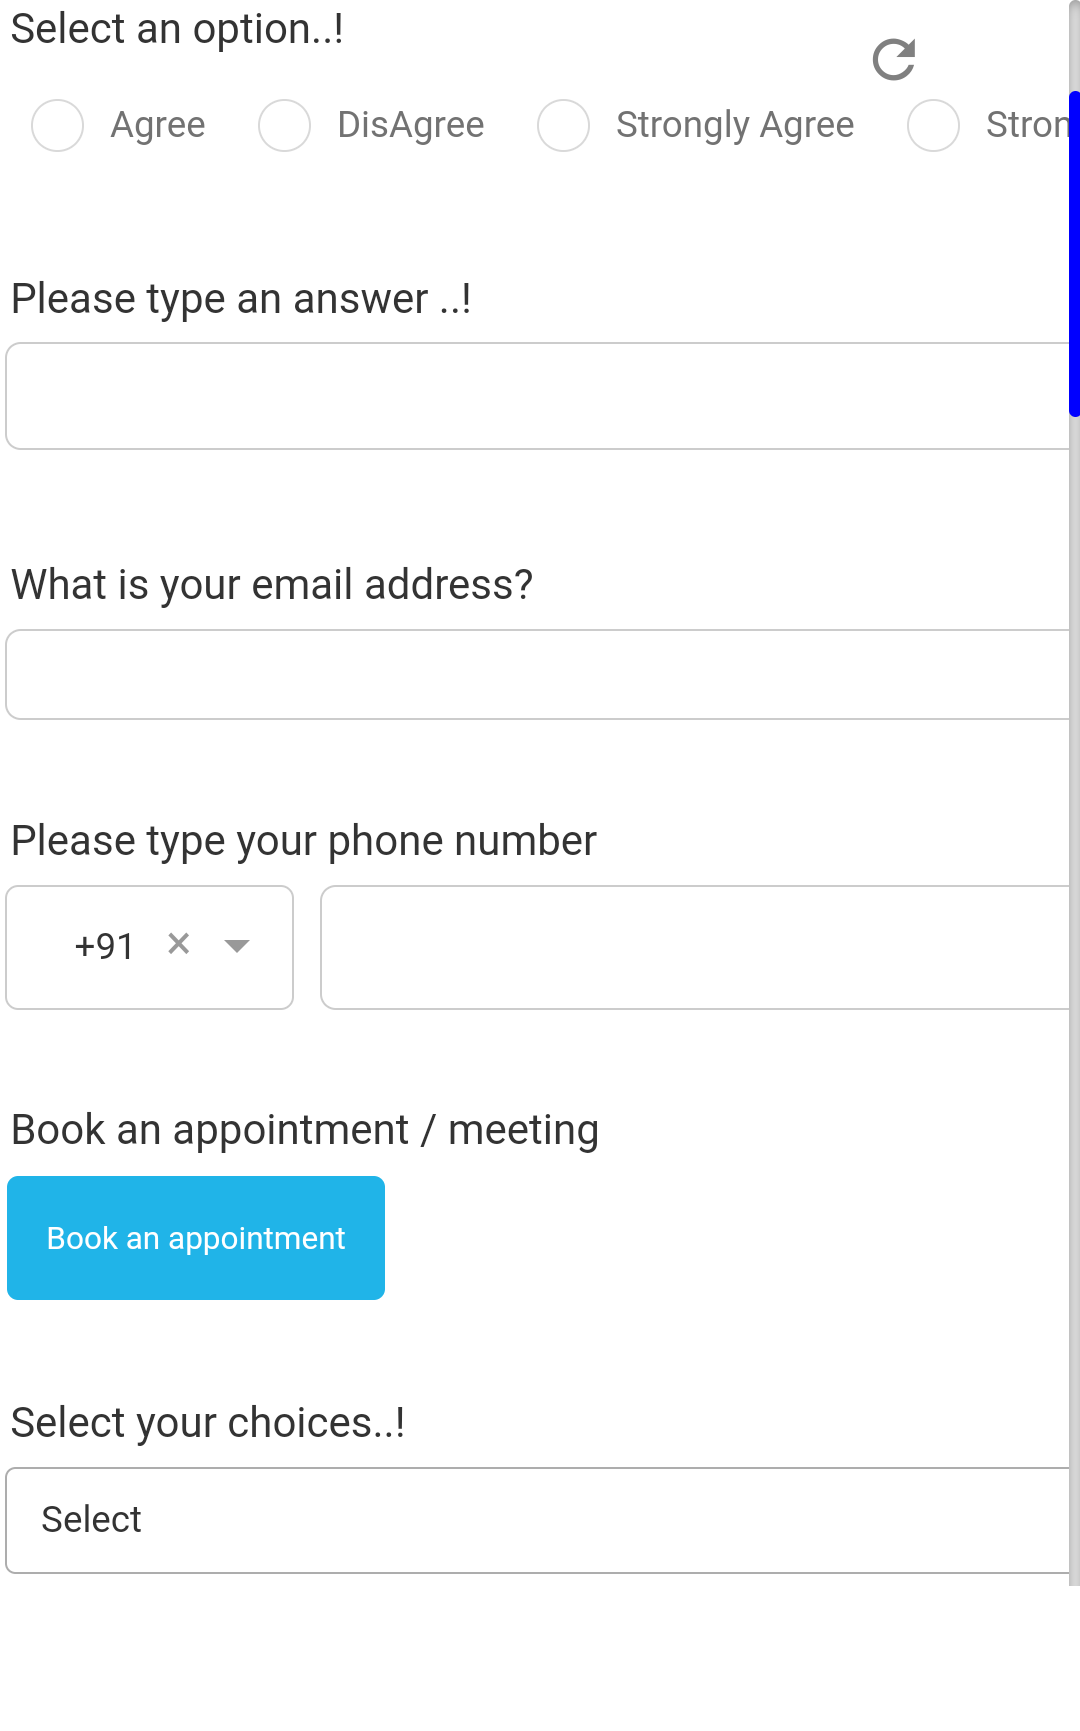 Select an option..!
Agree DisAgree Strongly Agree Stron
Please type an answer ..!
What is your email address?
Please type your phone number
+91
Book an appointment / meeting
Book an appointment
Select your choices..!
Select